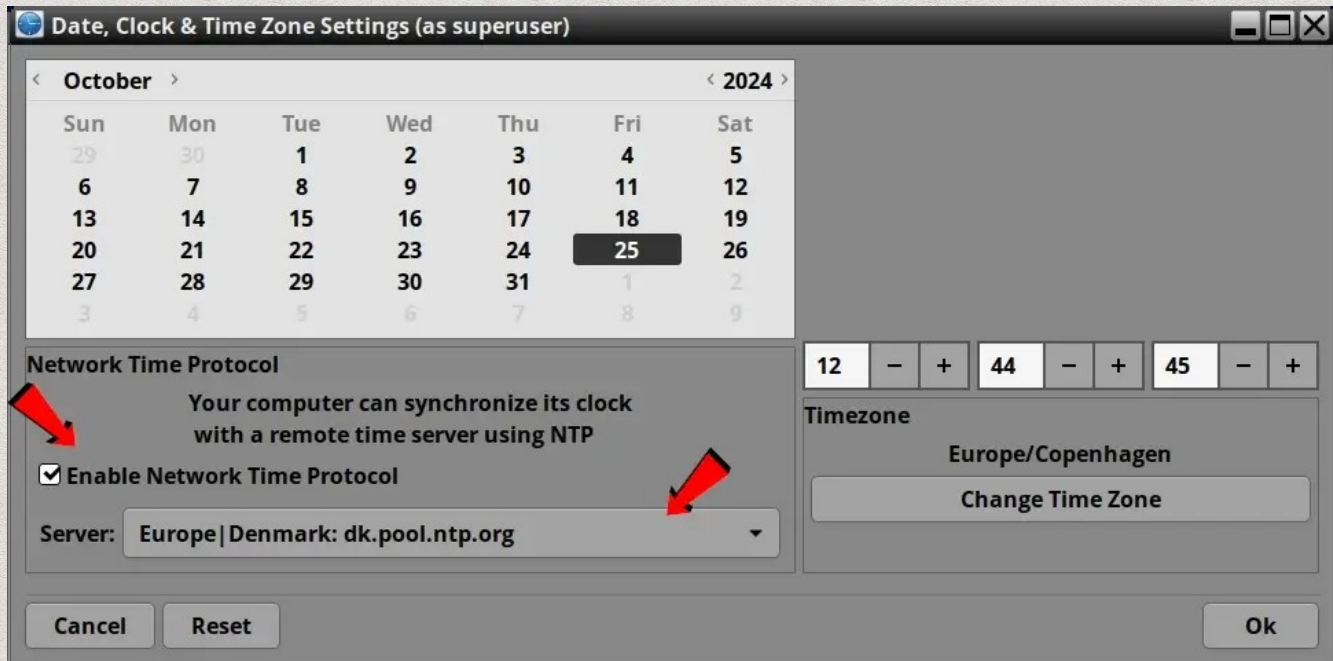 Date, Clock & Time Zone Settings (as superuser)
< October > < 2024 >
Sun Mon Tue Wed Thu Fri Sat
29 30 1 2 3 4 5
6 7 8 9 10 11 12
13 14 15 16 17 18 19
20 21 22 23 24 25 26
27 28 29 30 31 1 2
3 4 5 6 7 8 9
Network Time Protocol
Your computer can synchronize its clock
with a remote time server using NTP
Enable Network Time Protocol
Server: Europe|Denmark: dk.pool.ntp.org
12 − + 44 − + 45 − +
Timezone
Europe/Copenhagen
Change Time Zone
Cancel Reset Ok